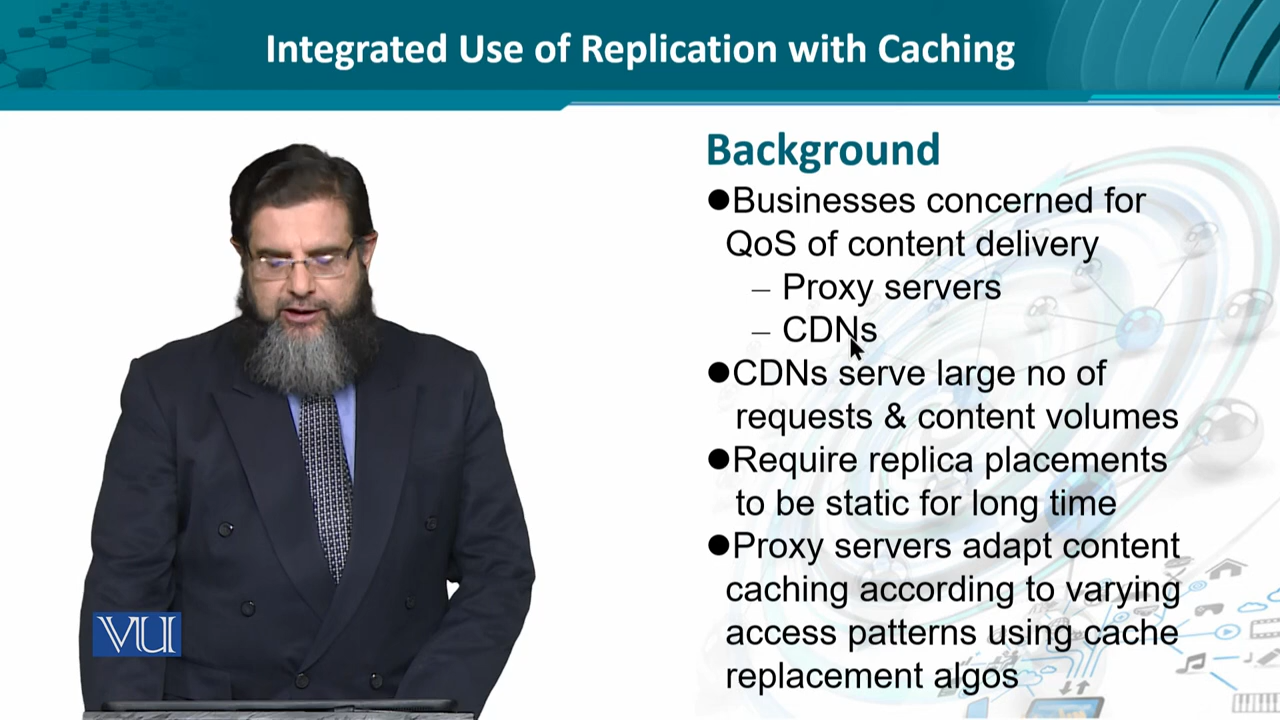 Integrated Use of Replication with Caching
Background
●Businesses concerned for
QoS of content delivery
– Proxy servers
– CDNs
●CDNs serve large no of
requests & content volumes
●Require replica placements
to be static for long time
●Proxy servers adapt content
caching according to varying
access patterns using cache
replacement algos
VU